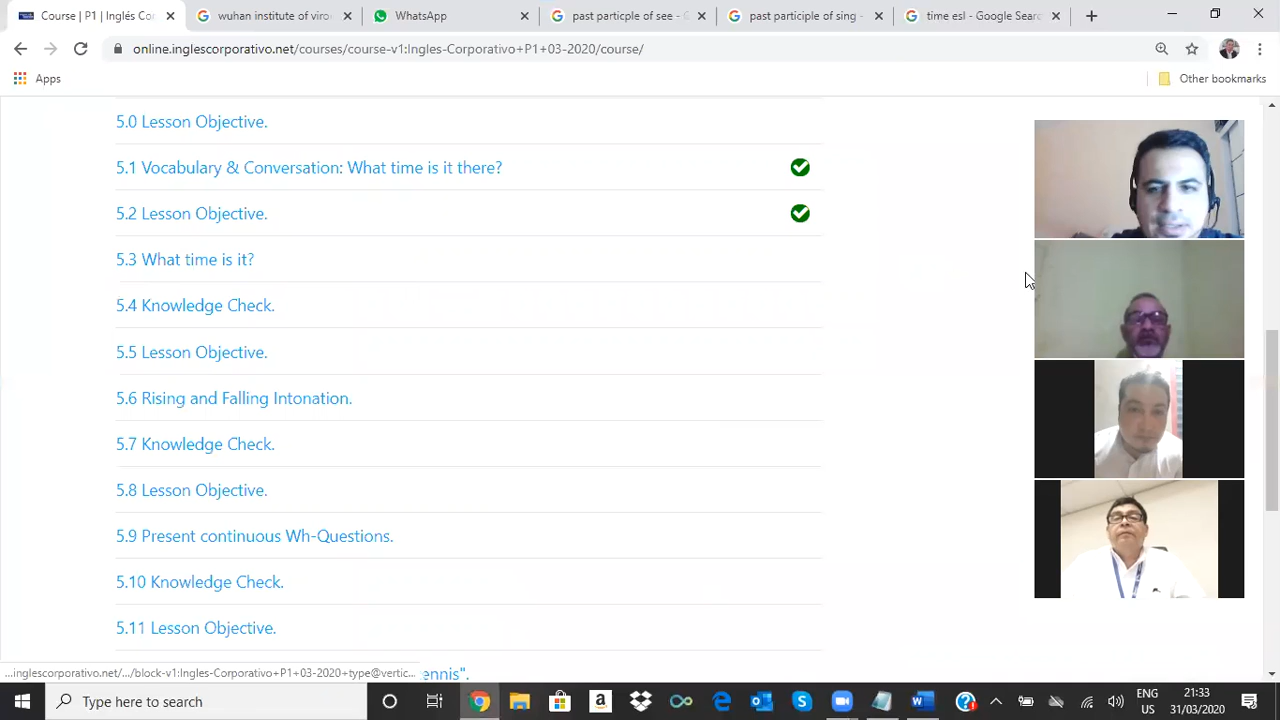 Course | P1 | Inglés Co
wuhan institute of viro
WhatsApp
past particple of see - G
past participle of sing -
time esl - Google Searc
online.inglescorporativo.net/courses/course-v1:Ingles-Corporativo+P1+03-2020/course/
Apps
Other bookmarks
5.0 Lesson Objective.
5.1 Vocabulary & Conversation: What time is it there?
5.2 Lesson Objective.
5.3 What time is it?
5.4 Knowledge Check.
5.5 Lesson Objective.
5.6 Rising and Falling Intonation.
5.7 Knowledge Check.
5.8 Lesson Objective.
5.9 Present continuous Wh-Questions.
5.10 Knowledge Check.
5.11 Lesson Objective.
...inglescorporativo.net/.../block-v1:Ingles-Corporativo+P1+03-2020+type@vertic...
ennis".
Type here to search
ENG
US
21:33
31/03/2020